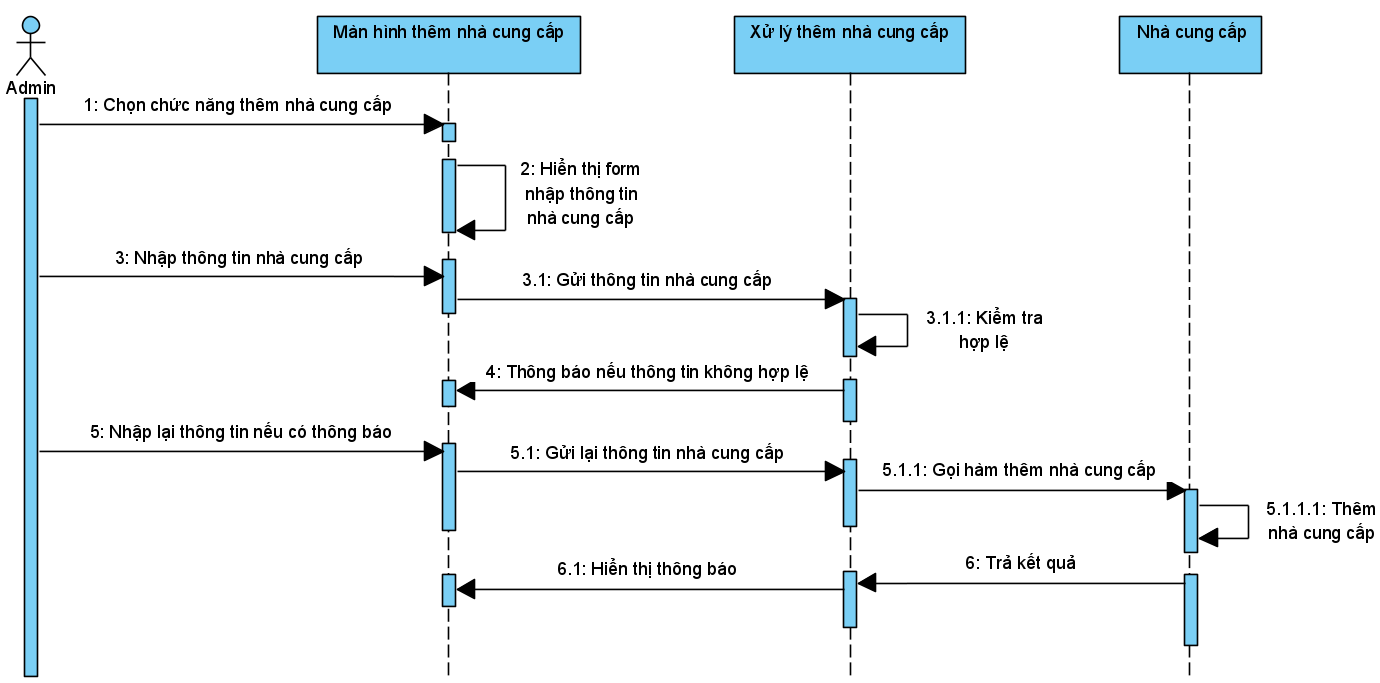 Màn hình thêm nhà cung cấp
Xử lý thêm nhà cung cấp
Nhà cung cấp
Admin
1: Chọn chức năng thêm nhà cung cấp
2: Hiển thị form
nhập thông tin
nhà cung cấp
3: Nhập thông tin nhà cung cấp
3.1: Gửi thông tin nhà cung cấp
3.1.1: Kiểm tra
hợp lệ
4: Thông báo nếu thông tin không hợp lệ
5: Nhập lại thông tin nếu có thông báo
5.1: Gửi lại thông tin nhà cung cấp
5.1.1: Gọi hàm thêm nhà cung cấp
5.1.1.1: Thêm
nhà cung cấp
6: Trả kết quả
6.1: Hiển thị thông báo